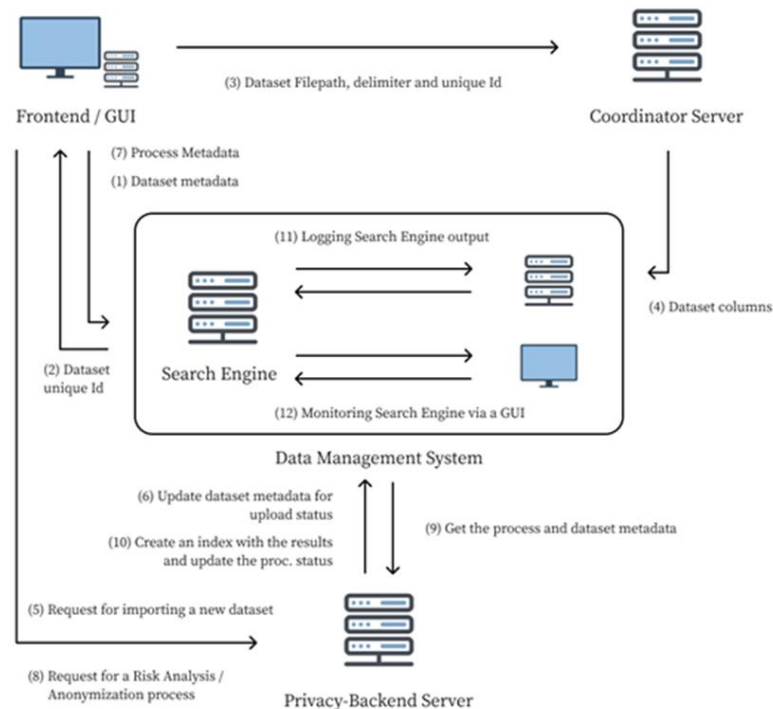 (3) Dataset Filepath, delimiter and unique Id
Frontend / GUI
Coordinator Server
(7) Process Metadata
(1) Dataset metadata
(11) Logging Search Engine output
(4) Dataset columns
Search Engine
(2) Dataset
unique Id
(12) Monitoring Search Engine via a GUI
Data Management System
(6) Update dataset metadata for
upload status
(9) Get the process and dataset metadata
(10) Create an index with the results
and update the proc. status
(5) Request for importing a new dataset
(8) Request for a Risk Analysis /
Anonymization process
Privacy-Backend Server